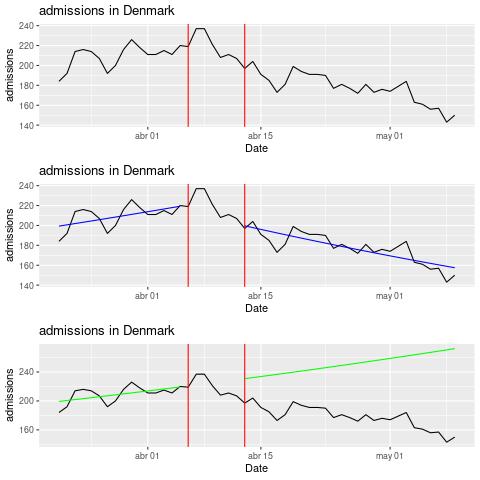 admissions in Denmark
240
220
200
180
160
140
admissions
abr 01
abr 15
may 01
Date
admissions in Denmark
240
220
200
180
160
140
admissions
abr 01
abr 15
may 01
Date
admissions in Denmark
240
200
160
admissions
abr 01
abr 15
may 01
Date